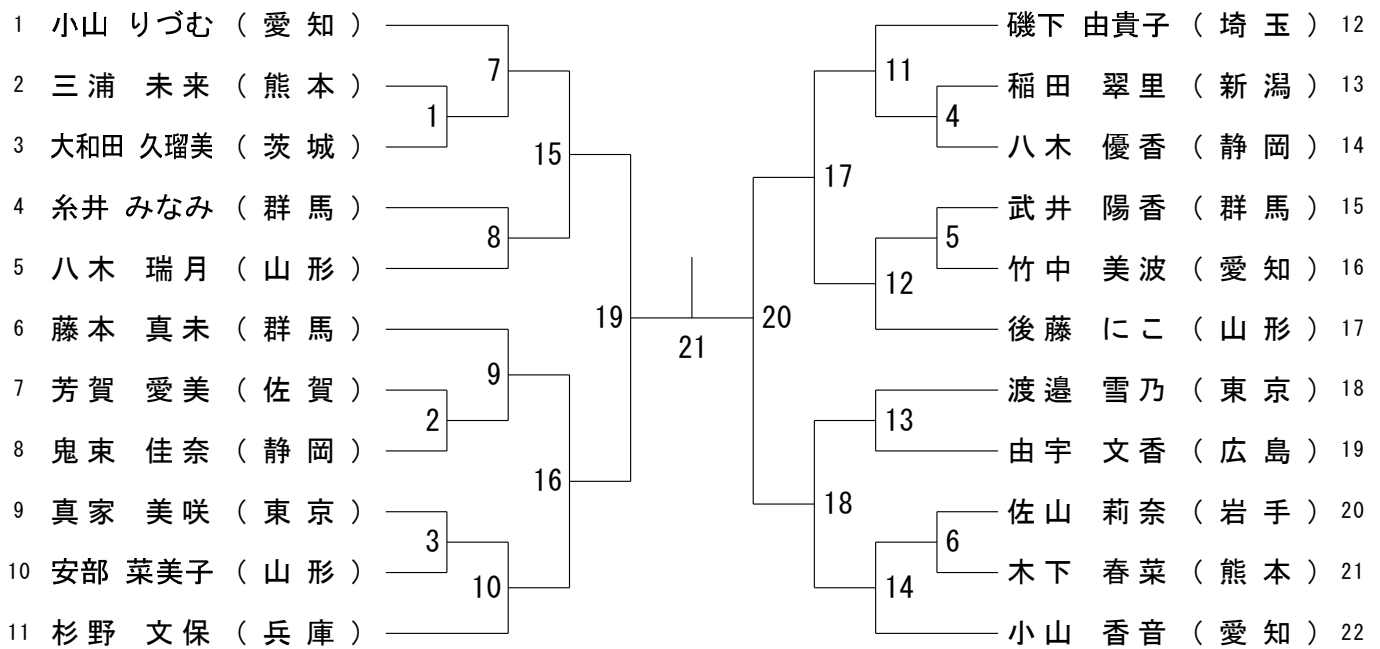 1 小山 りづむ （ 愛 知 ）
2 三 浦 未 来 （ 熊 本 ）
3 大和田 久瑠美 （ 茨 城 ）
4 糸井 みなみ （ 群 馬 ）
5 八 木 瑞 月 （ 山 形 ）
6 藤 本 真 未 （ 群 馬 ）
7 芳 賀 愛 美 （ 佐 賀 ）
8 鬼 束 佳 奈 （ 静 岡 ）
9 真 家 美 咲 （ 東 京 ）
10 安部 菜美子 （ 山 形 ）
11 杉 野 文 保 （ 兵 庫 ）
7
1
15
8
19
9
2
16
3
10
21
11
4
17
5
12
20
13
18
6
14
磯下 由貴子 （ 埼 玉 ） 12
稲 田 翠 里 （ 新 潟 ） 13
八 木 優 香 （ 静 岡 ） 14
武 井 陽 香 （ 群 馬 ） 15
竹 中 美 波 （ 愛 知 ） 16
後 藤 に こ （ 山 形 ） 17
渡 邉 雪 乃 （ 東 京 ） 18
由 宇 文 香 （ 広 島 ） 19
佐 山 莉 奈 （ 岩 手 ） 20
木 下 春 菜 （ 熊 本 ） 21
小 山 香 音 （ 愛 知 ） 22